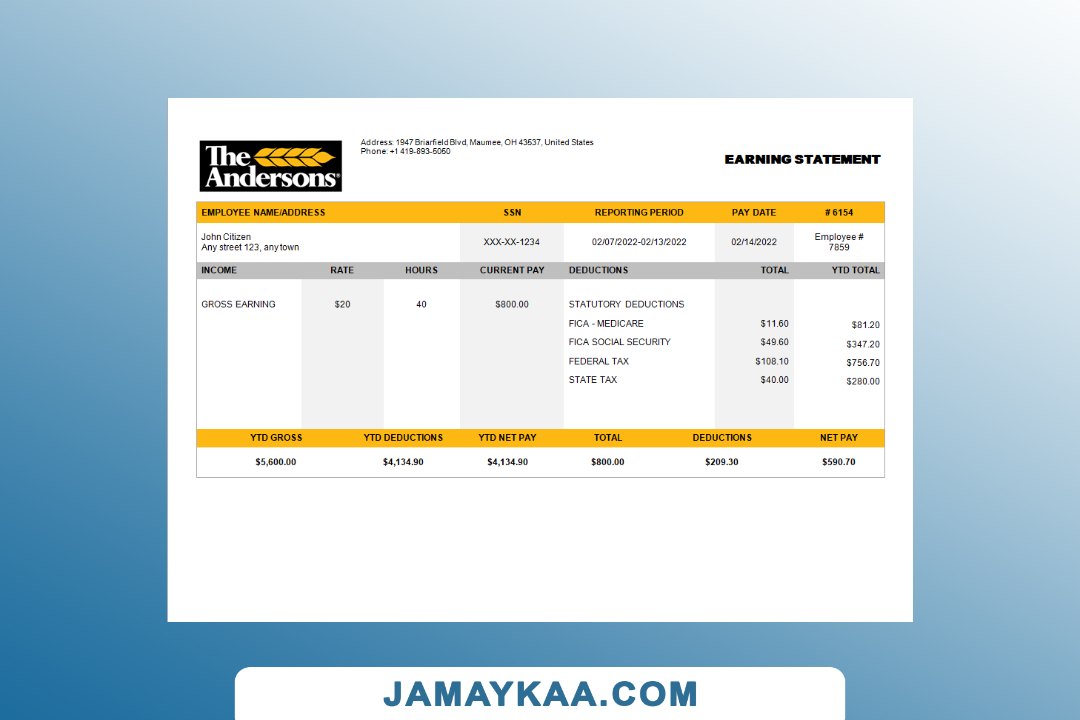 The
Andersons®
Address: 1947 Briarfield Blvd, Maumee, OH 43537, United States
Phone: +1 419-893-5050
EARNING STATEMENT
EMPLOYEE NAME/ADDRESS SSN REPORTING PERIOD PAY DATE # 6154
John Citizen
Any street 123, any town
XXX-XX-1234 02/07/2022-02/13/2022 02/14/2022
Employee #
7859
INCOME RATE HOURS CURRENT PAY DEDUCTIONS TOTAL YTD TOTAL
GROSS EARNING $20 40 $800.00 STATUTORY DEDUCTIONS
FICA - MEDICARE $11.60 $81.20
FICA SOCIAL SECURITY $49.60 $347.20
FEDERAL TAX $108.10 $756.70
STATE TAX $40.00 $280.00
YTD GROSS YTD DEDUCTIONS YTD NET PAY TOTAL DEDUCTIONS NET PAY
$5,600.00 $4,134.90 $4,134.90 $800.00 $209.30 $590.70
JAMAYKAA.COM